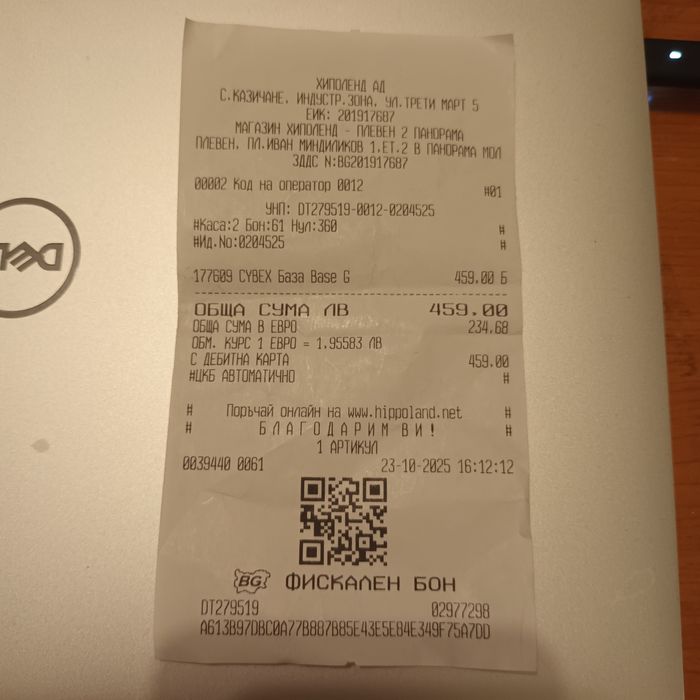 ХИПОЛЕНД АД
С.КАЗИЧАНЕ, ИНДУСТР.ЗОНА, УЛ.ТРЕТИ МАРТ 5
ЕИК: 201917687
МАГАЗИН ХИПОЛЕНД - ПЛЕВЕН 2 ПАНОРАМА
ПЛЕВЕН, ПЛ.ИВАН МИНДИЛИКОВ 1,ЕТ.2 В ПАНОРАМА МОЛ
ЗДДС N:BG201917687
00002 Код на оператор 0012 #01
УНП: DT279519-0012-0204525
#Каса:2 Бон:61 Нул:360 #
#Ид.No:0204525 #
177609 CYBEX База Base G 459.00 Б
ОБЩА СУМА ЛВ 459.00
ОБЩА СУМА В ЕВРО 234.68
ОБМ. КУРС 1 ЕВРО = 1.95583 ЛВ
С ДЕБИТНА КАРТА 459.00
#ЦКБ АВТОМАТИЧНО #
# Поръчай онлайн на www.hippoland.net #
# Б Л А Г О Д А Р И М В И ! #
1 АРТИКУЛ
0039440 0061 23-10-2025 16:12:12
BG ФИСКАЛЕН БОН
DT279519 02977298
A613B97DBC0A77B887B85E43E5E84E349F75A7DD
DELL